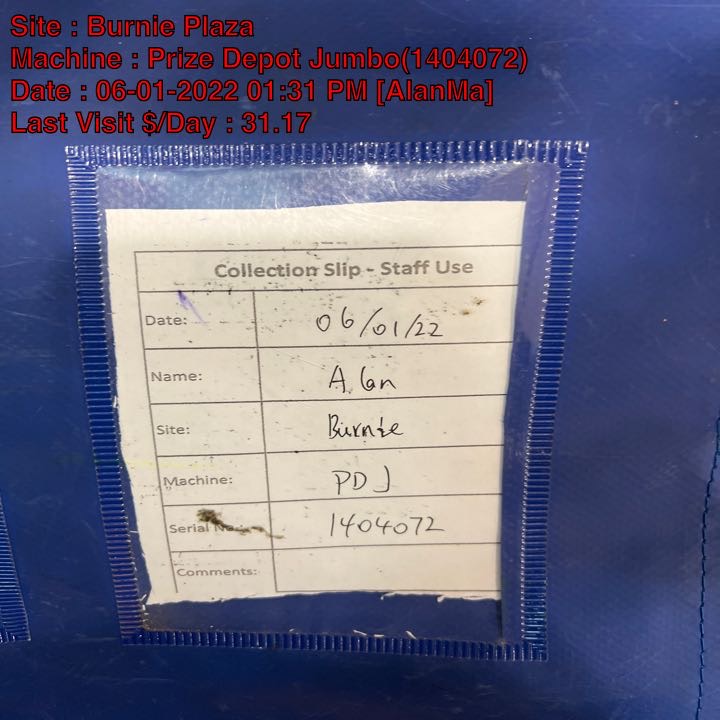 Site : Burnie Plaza
Machine : Prize Depot Jumbo(1404072)
Date : 06-01-2022 01:31 PM [AlanMa]
Last Visit $/Day : 31.17
Collection Slip - Staff Use
Date: 06/01/22
Name: Alan
Site: Burnie
Machine: PDJ
Serial No.: 1404072
Comments: